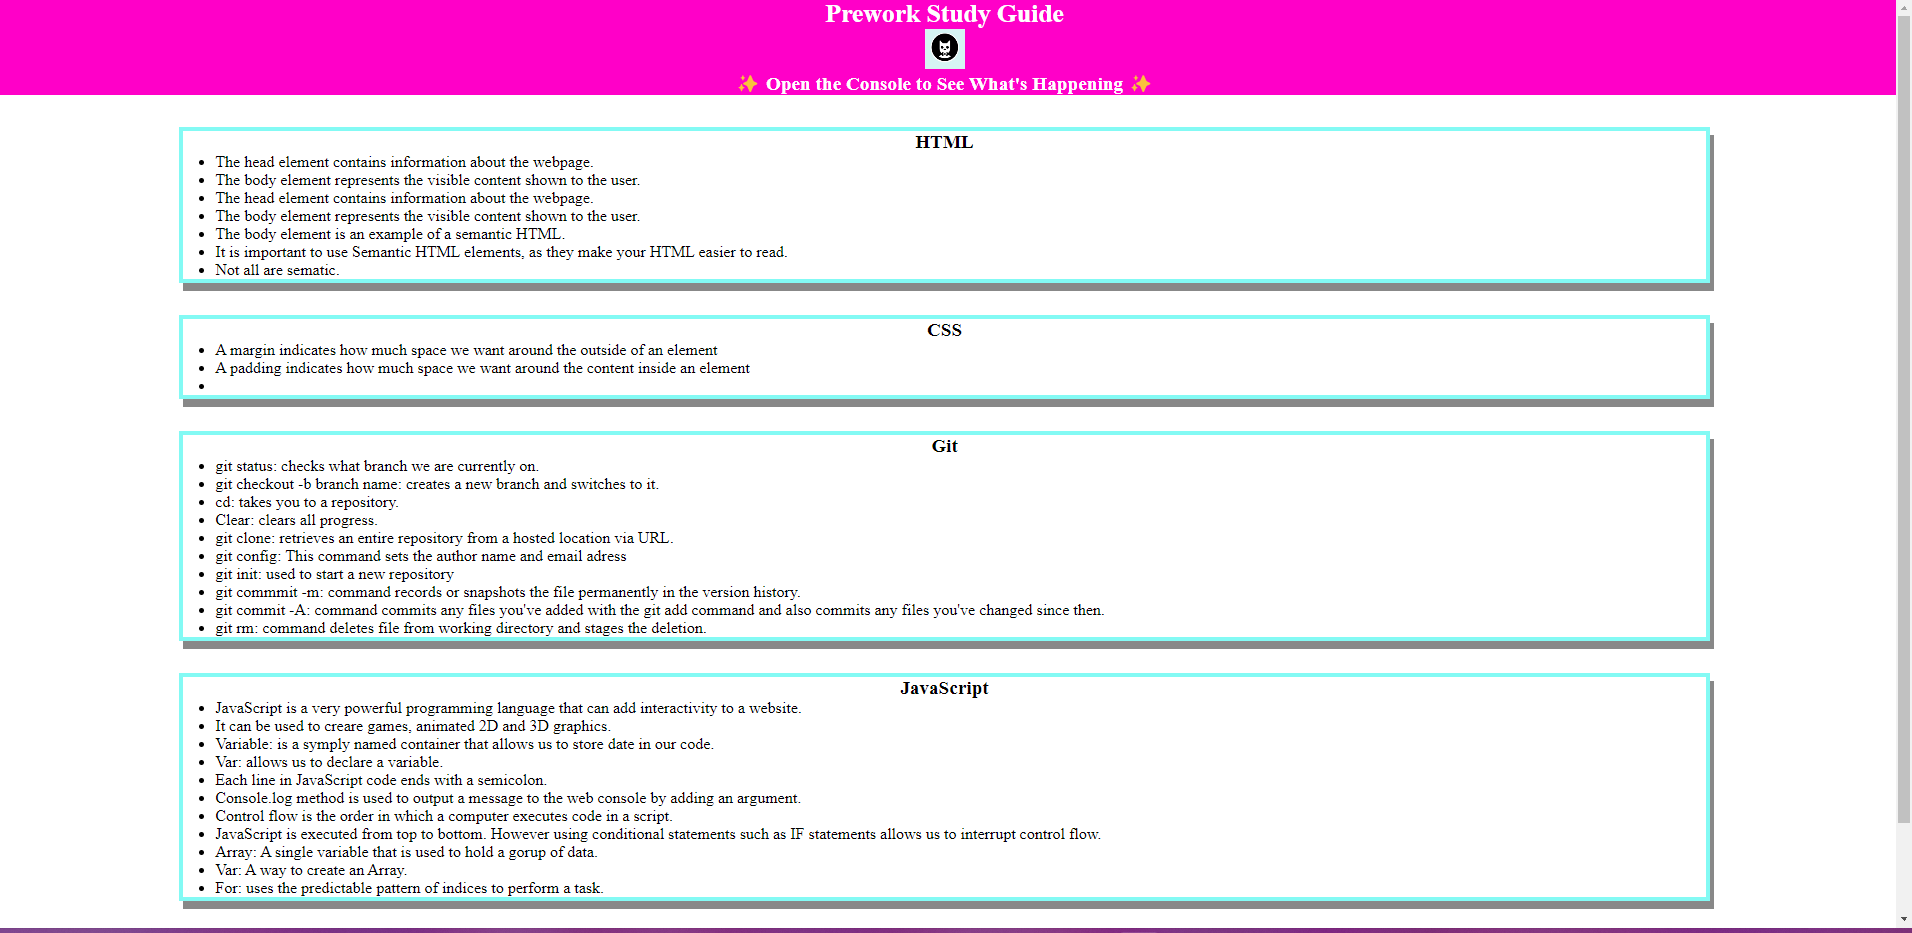 Prework Study Guide
✨ Open the Console to See What's Happening ✨
HTML
The head element contains information about the webpage.
The body element represents the visible content shown to the user.
The head element contains information about the webpage.
The body element represents the visible content shown to the user.
The body element is an example of a semantic HTML.
It is important to use Semantic HTML elements, as they make your HTML easier to read.
Not all are sematic.
CSS
A margin indicates how much space we want around the outside of an element
A padding indicates how much space we want around the content inside an element
Git
git status: checks what branch we are currently on.
git checkout -b branch name: creates a new branch and switches to it.
cd: takes you to a repository.
Clear: clears all progress.
git clone: retrieves an entire repository from a hosted location via URL.
git config: This command sets the author name and email adress
git init: used to start a new repository
git commmit -m: command records or snapshots the file permanently in the version history.
git commit -A: command commits any files you've added with the git add command and also commits any files you've changed since then.
git rm: command deletes file from working directory and stages the deletion.
JavaScript
JavaScript is a very powerful programming language that can add interactivity to a website.
It can be used to creare games, animated 2D and 3D graphics.
Variable: is a symply named container that allows us to store date in our code.
Var: allows us to declare a variable.
Each line in JavaScript code ends with a semicolon.
Console.log method is used to output a message to the web console by adding an argument.
Control flow is the order in which a computer executes code in a script.
JavaScript is executed from top to bottom. However using conditional statements such as IF statements allows us to interrupt control flow.
Array: A single variable that is used to hold a gorup of data.
Var: A way to create an Array.
For: uses the predictable pattern of indices to perform a task.